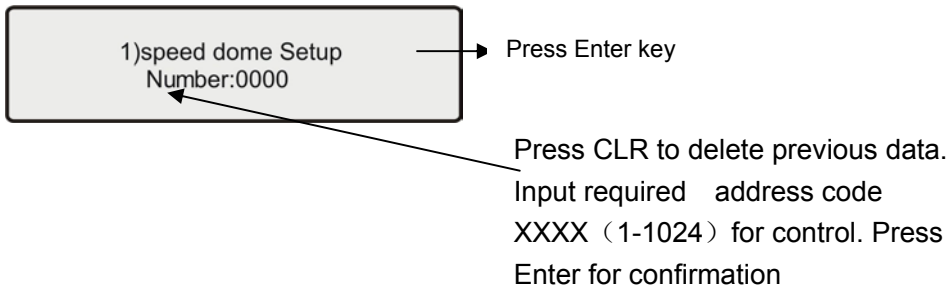 1)speed dome Setup
Number:0000
Press Enter key
Press CLR to delete previous data.
Input required address code
XXXX（1-1024）for control. Press
Enter for confirmation